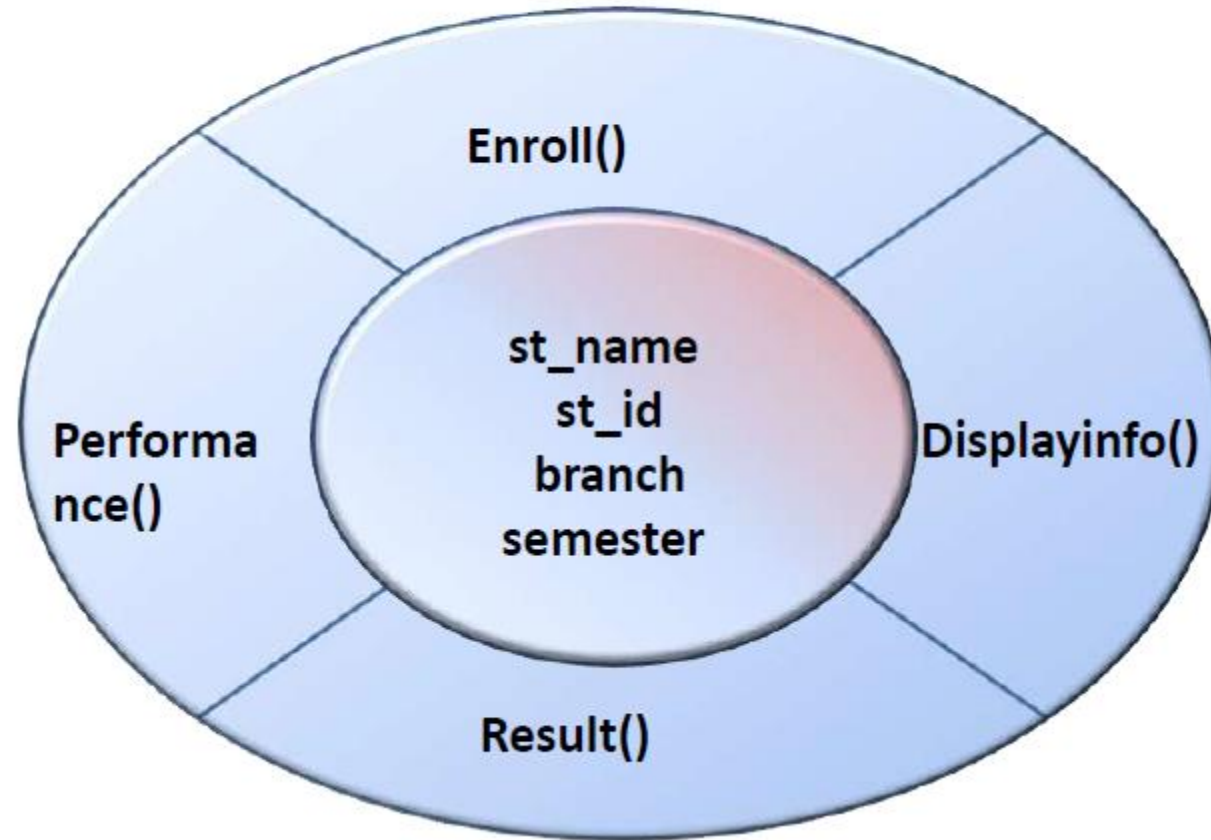 Enroll()
st_name
st_id
branch
semester
Performa
nce()
Displayinfo()
Result()